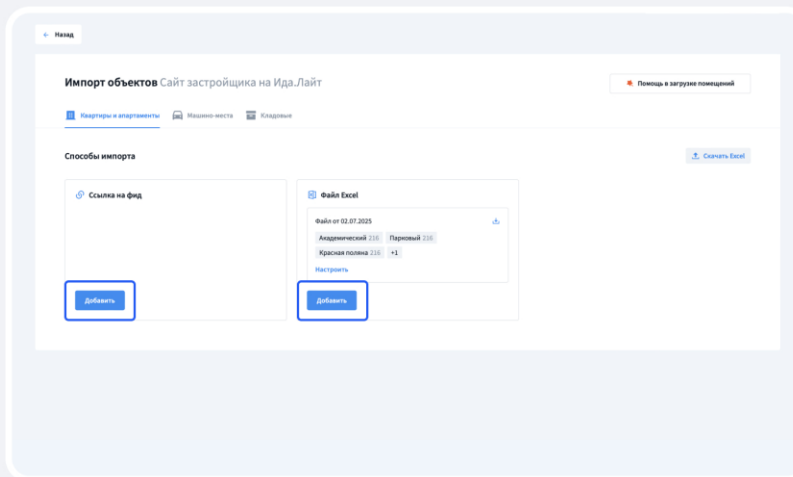 Назад
Импорт объектов Сайт застройщика на Ида.Лайт
Помощь в загрузке помещений
Квартиры и апартаменты Машино-места Кладовые
Способы импорта
Скачать Excel
Ссылка на фид
Файл Excel
Файл от 02.07.2025
Академический 216 Парковый 216
Красная поляна 216 +1
Настроить
Добавить
Добавить